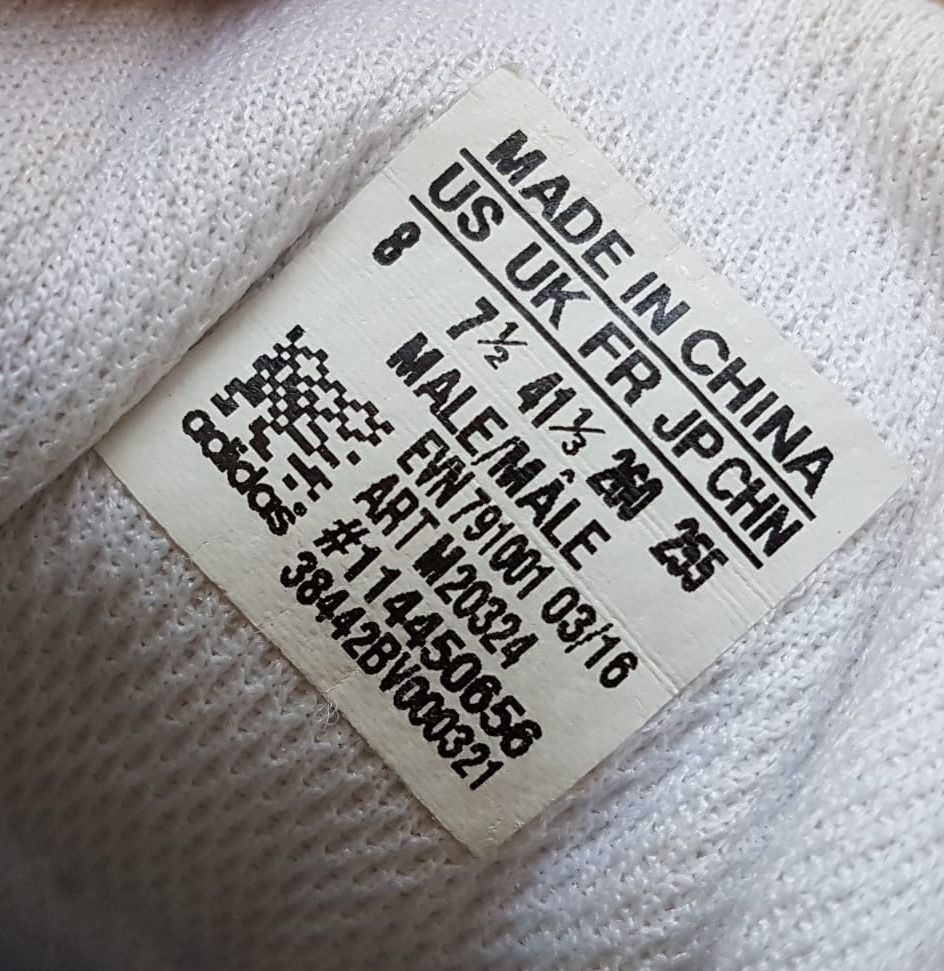 MADE IN CHINA
US UK FR JP CHN
8 7½ 41⅓ 260 255
MALE/MÂLE
EVN 791001 03/16
ART M20324
#114450656
38442BV000321
adidas